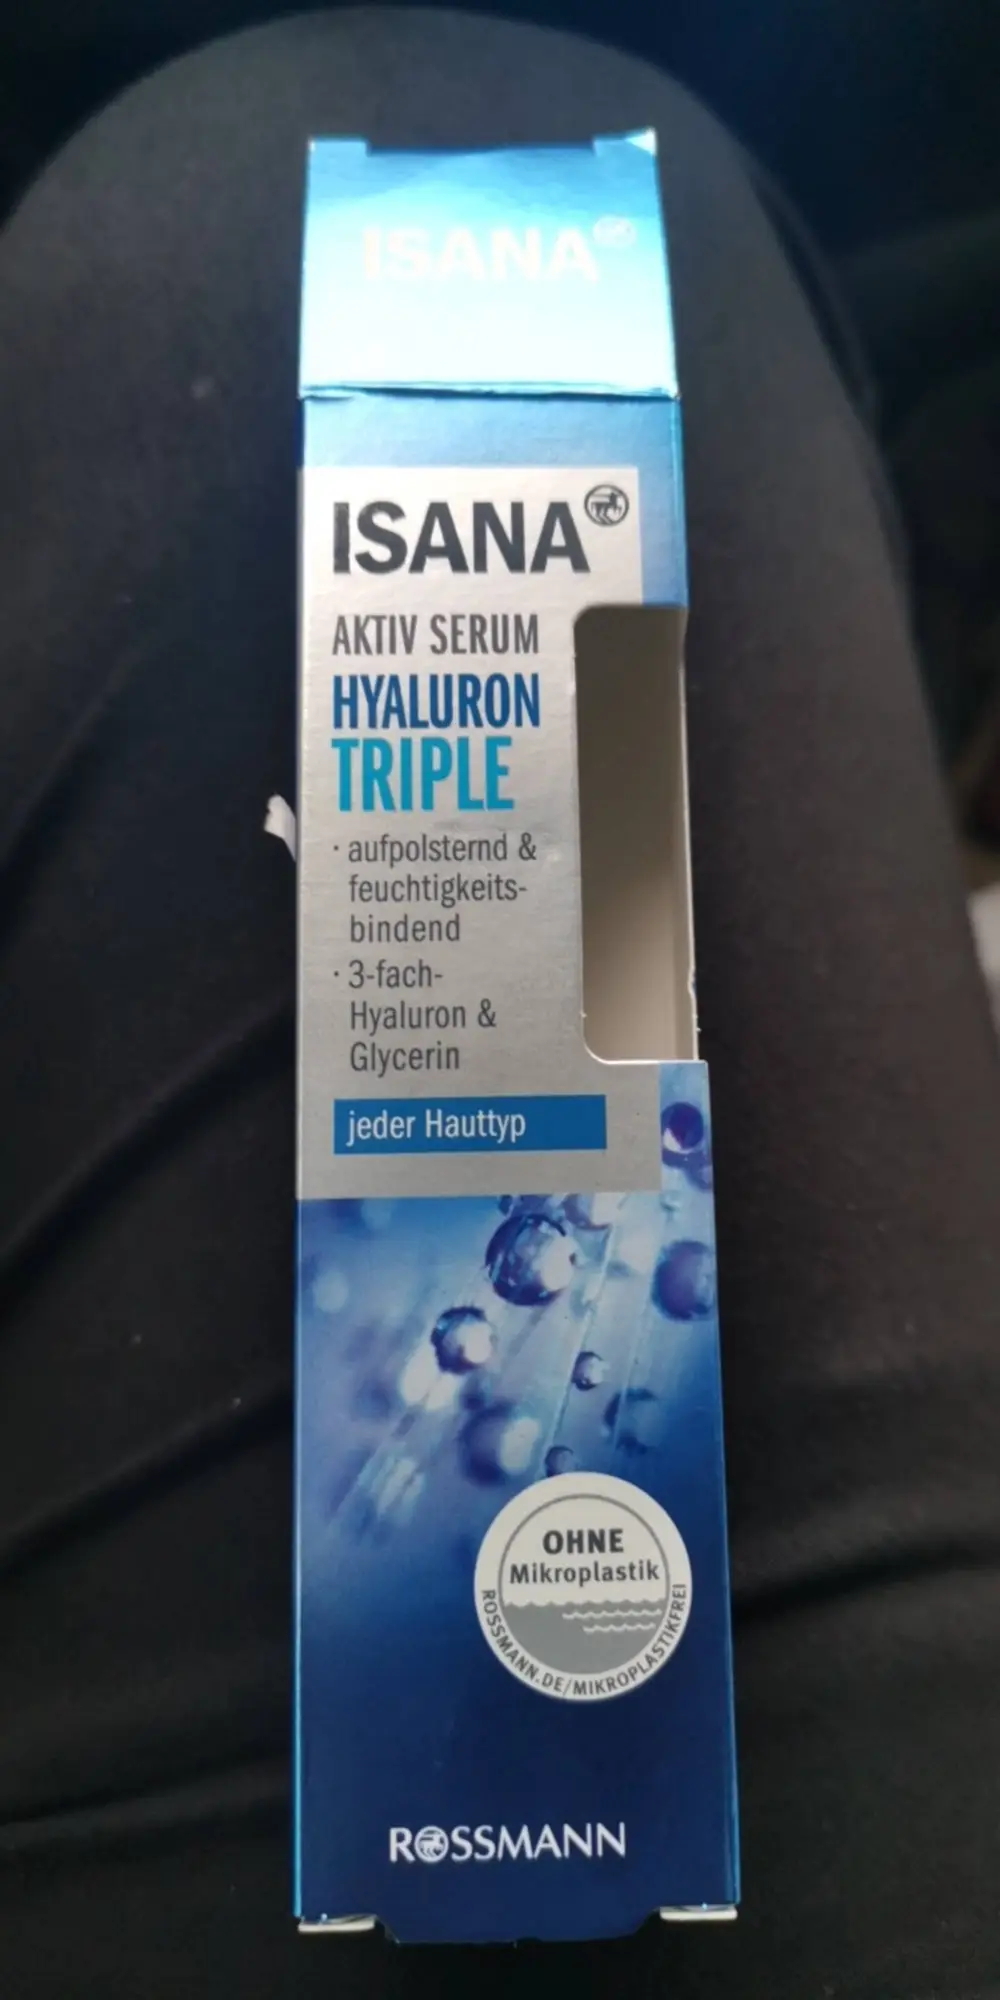 ISANA
ISANA
AKTIV SERUM
HYALURON
TRIPLE
· aufpolsternd &
feuchtigkeits-
bindend
· 3-fach-
Hyaluron &
Glycerin
jeder Hauttyp
OHNE
Mikroplastik
ROSSMANN.DE/MIKROPLASTIKFREI
ROSSMANN